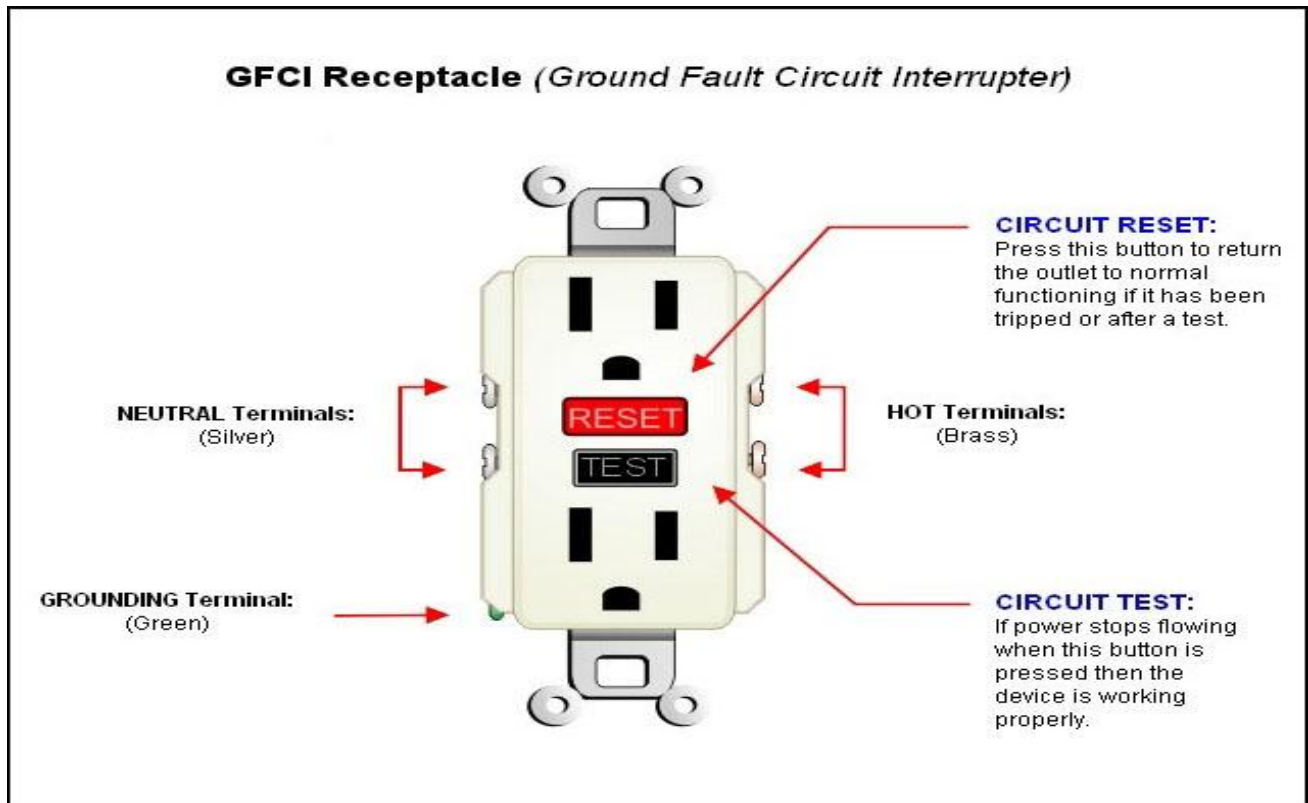 GFCI Receptacle (Ground Fault Circuit Interrupter)
CIRCUIT RESET:
Press this button to return
the outlet to normal
functioning if it has been
tripped or after a test.
NEUTRAL Terminals:
(Silver)
RESET
TEST
HOT Terminals:
(Brass)
GROUNDING Terminal:
(Green)
CIRCUIT TEST:
If power stops flowing
when this button is
pressed then the
device is working
properly.